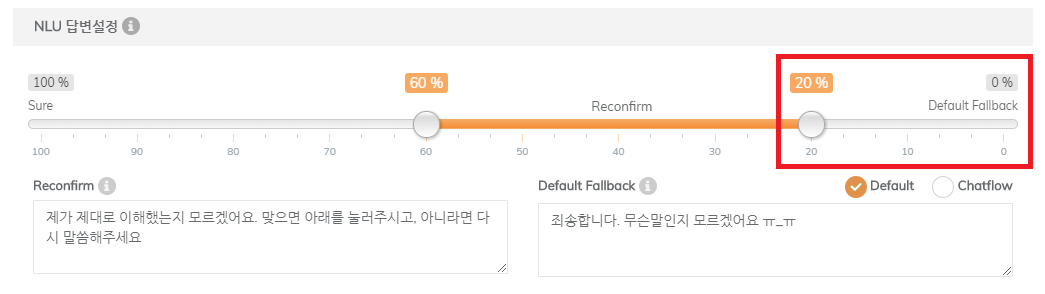 NLU 답변설정 i
100 % 60 % 20 % 0 %
Sure Reconfirm Default Fallback
100 90 80 70 60 50 40 30 20 10 0
Reconfirm i Default Fallback i Default Chatflow
제가 제대로 이해했는지 모르겠어요. 맞으면 아래를 눌러주시고, 아니라면 다
시 말씀해주세요
죄송합니다. 무슨말인지 모르겠어요 ㅠ_ㅠ